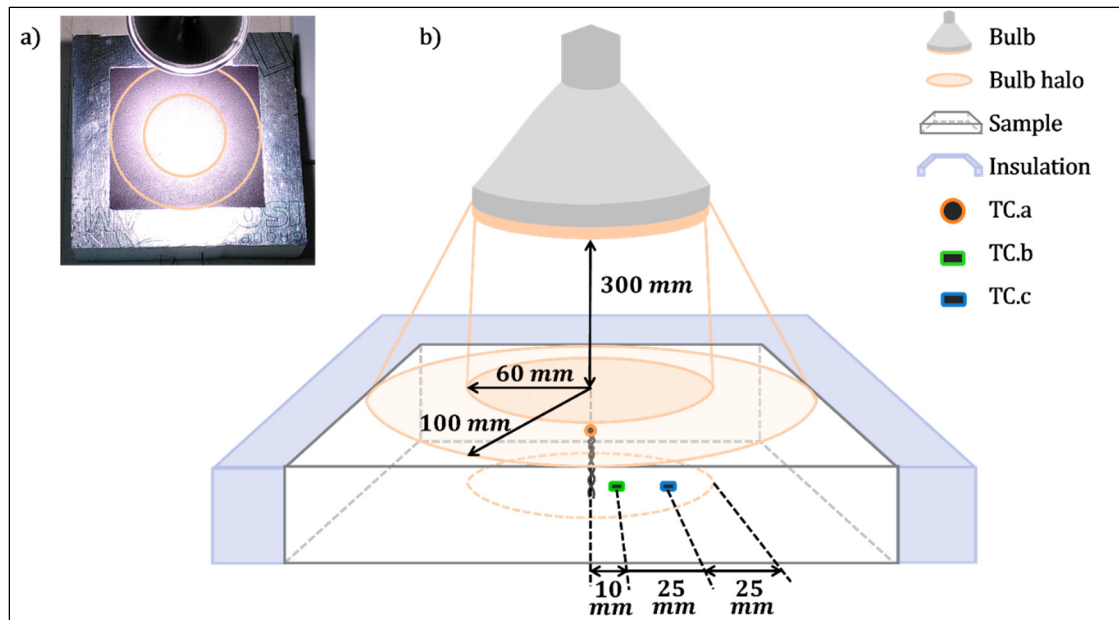 a)
b)
Bulb
Bulb halo
Sample
Insulation
TC.a
TC.b
TC.c
300 mm
60 mm
100 mm
10
mm
25
mm
25
mm